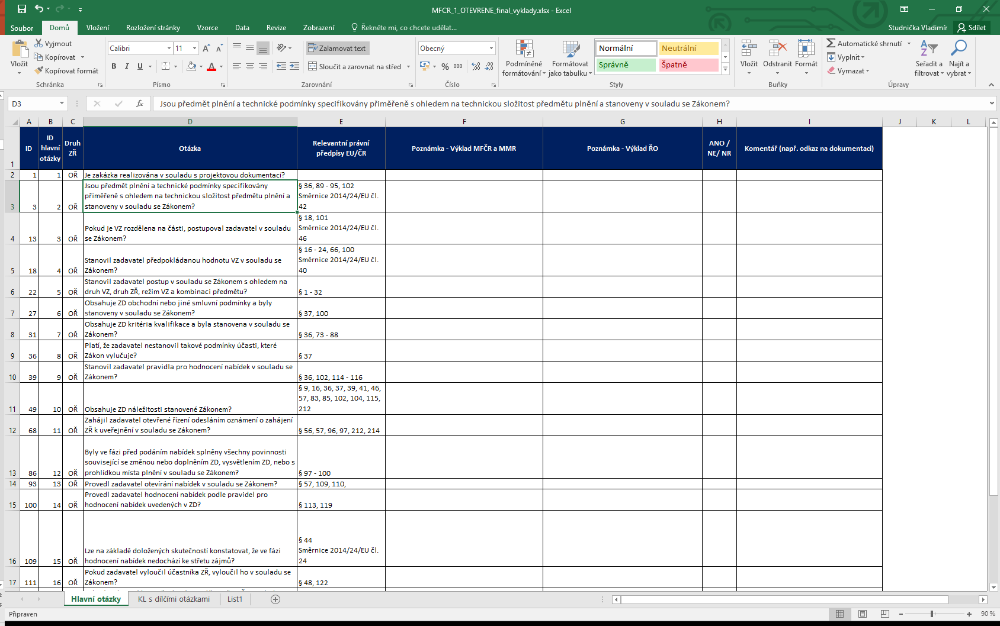 MFCR_1_OTEVRENE_final_vyklady.xlsx - Excel
Soubor Domů Vložení Rozložení stránky Vzorce Data Revize Zobrazení Řekněte mi, co chcete udělat... Studnička Vladimír Sdílet
Vložit
Vyjmout
Kopírovat
Kopírovat formát
Schránka
Calibri 11
B I U
Písmo
Zalamovat text
Sloučit a zarovnat na střed
Zarovnání
Obecný
% 000
Číslo
Podmíněné formátování
Formátovat jako tabulku
Normální Neutrální
Správně Špatně
Styly
Vložit Odstranit Formát
Buňky
Automatické shrnutí
Vyplnit
Vymazat
Seřadit a filtrovat
Najít a vybrat
Úpravy
D3 fx Jsou předmět plnění a technické podmínky specifikovány přiměřeně s ohledem na technickou složitost předmětu plnění a stanoveny v souladu se Zákonem?
A B C D E F G H I J K L
1 ID
ID hlavní otázky
Druh ZŘ
Otázka
Relevantní právní předpisy EU/ČR
Poznámka - Výklad MFČR a MMR
Poznámka - Výklad ŘO
ANO / NE/ NR
Komentář (např. odkaz na dokumentaci)
2 1 1 OŘ Je zakázka realizována v souladu s projektovou dokumentací?
3 3 2 OŘ
Jsou předmět plnění a technické podmínky specifikovány
přiměřeně s ohledem na technickou složitost předmětu plnění a
stanoveny v souladu se Zákonem?
§ 36, 89 - 95, 102
Směrnice 2014/24/EU čl.
42
4 13 3 OŘ
Pokud je VZ rozdělena na části, postupoval zadavatel v souladu
se Zákonem?
§ 18, 101
Směrnice 2014/24/EU čl.
46
5 18 4 OŘ
Stanovil zadavatel předpokládanou hodnotu VZ v souladu se
Zákonem?
§ 16 - 24, 66, 100
Směrnice 2014/24/EU čl.
40
6 22 5 OŘ
Stanovil zadavatel postup v souladu se Zákonem s ohledem na
druh VZ, druh ZŘ, režim VZ a kombinaci předmětu?
§ 1 - 32
7 27 6 OŘ
Obsahuje ZD obchodní nebo jiné smluvní podmínky a byly
stanoveny v souladu se Zákonem?
§ 37, 100
8 31 7 OŘ
Obsahuje ZD kritéria kvalifikace a byla stanovena v souladu se
Zákonem?
§ 36, 73 - 88
9 36 8 OŘ
Platí, že zadavatel nestanovil takové podmínky účasti, které
Zákon vylučuje?
§ 37
10 39 9 OŘ
Stanovil zadavatel pravidla pro hodnocení nabídek v souladu se
Zákonem?
§ 36, 102, 114 - 116
11 49 10 OŘ Obsahuje ZD náležitosti stanovené Zákonem?
§ 9, 16, 36, 37, 39, 41, 46,
57, 83, 85, 102, 104, 115,
212
12 68 11 OŘ
Zahájil zadavatel otevřené řízení odesláním oznámení o zahájení
ZŘ k uveřejnění v souladu se Zákonem?
§ 56, 57, 96, 97, 212, 214
13 86 12 OŘ
Byly ve fázi před podáním nabídek splněny všechny povinnosti
související se změnou nebo doplněním ZD, vysvětlením ZD, nebo s
prohlídkou místa plnění v souladu se Zákonem?
§ 97 - 100
14 93 13 OŘ Provedl zadavatel otevírání nabídek v souladu se Zákonem? § 57, 109, 110,
15 100 14 OŘ
Provedl zadavatel hodnocení nabídek podle pravidel pro
hodnocení nabídek uvedených v ZD?
§ 113, 119
16 109 15 OŘ
Lze na základě doložených skutečností konstatovat, že ve fázi
hodnocení nabídek nedochází ke střetu zájmů?
§ 44
Směrnice 2014/24/EU čl.
24
17 111 16 OŘ
Pokud zadavatel vyloučil účastníka ZŘ, vyloučil ho v souladu se
Zákonem?
§ 48, 122
Hlavní otázky KL s dílčími otázkami List1
Připraven 90 %